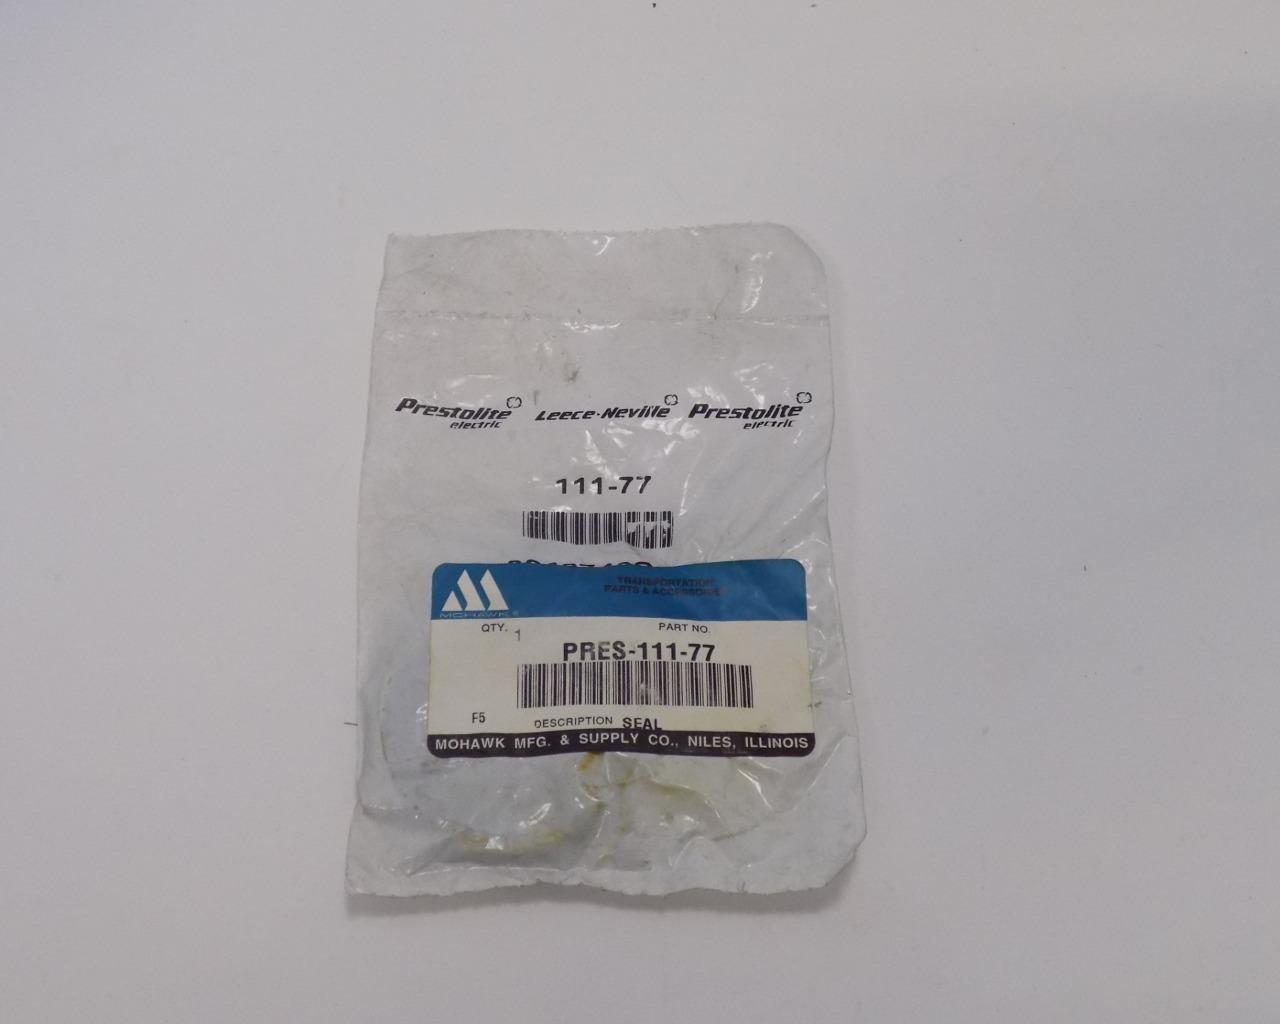 Prestolite Leece-Neville Prestolite
electric electric
111-77
TRANSPORTATION
PARTS & ACCESSORIES
MOHAWK®
QTY. 1 PART NO.
PRES-111-77
F5 DESCRIPTION SEAL
MOHAWK MFG. & SUPPLY CO., NILES, ILLINOIS